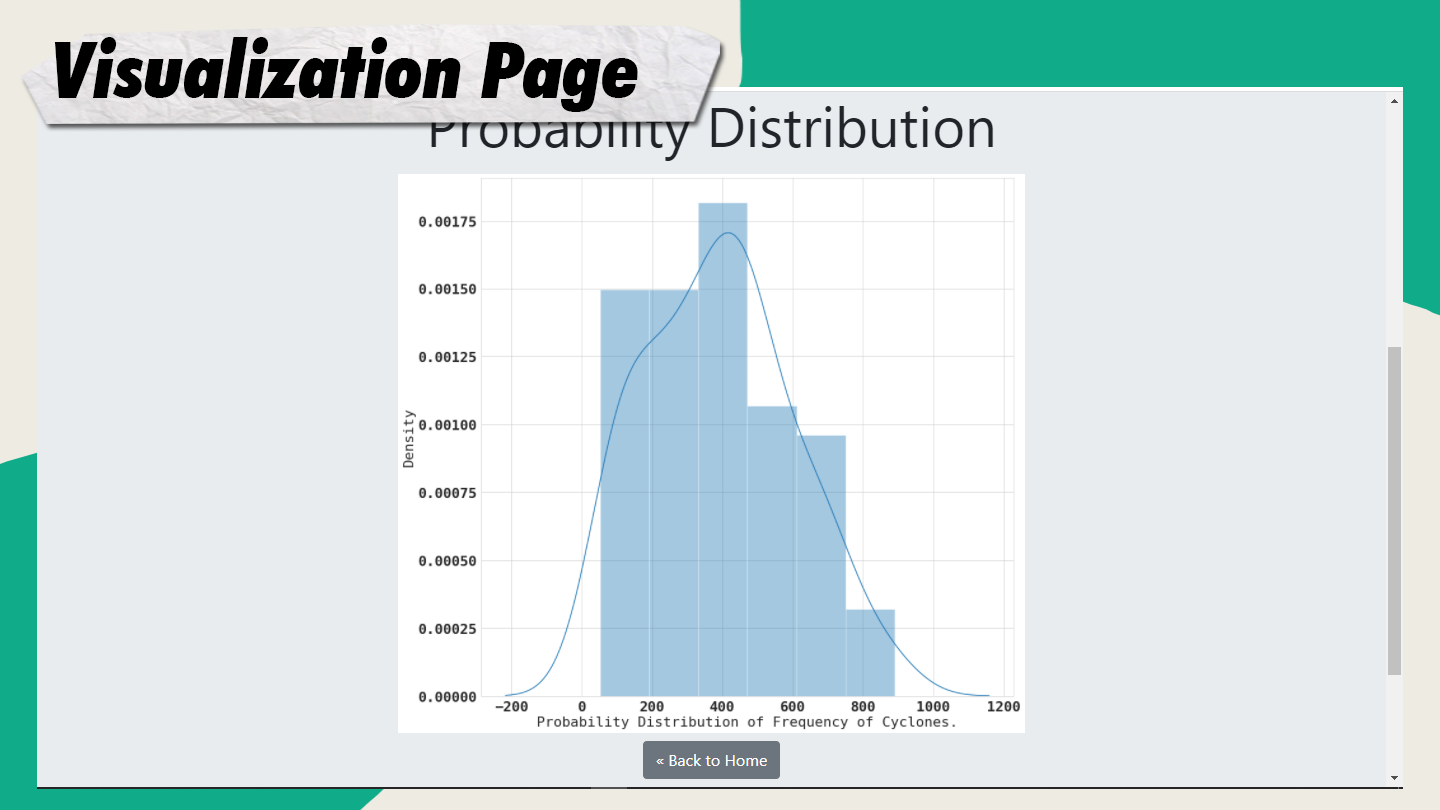 Visualization Page
Probability Distribution
0.00175
0.00150
0.00125
0.00100
0.00075
0.00050
0.00025
0.00000
Density
−200 0 200 400 600 800 1000 1200
Probability Distribution of Frequency of Cyclones.
« Back to Home